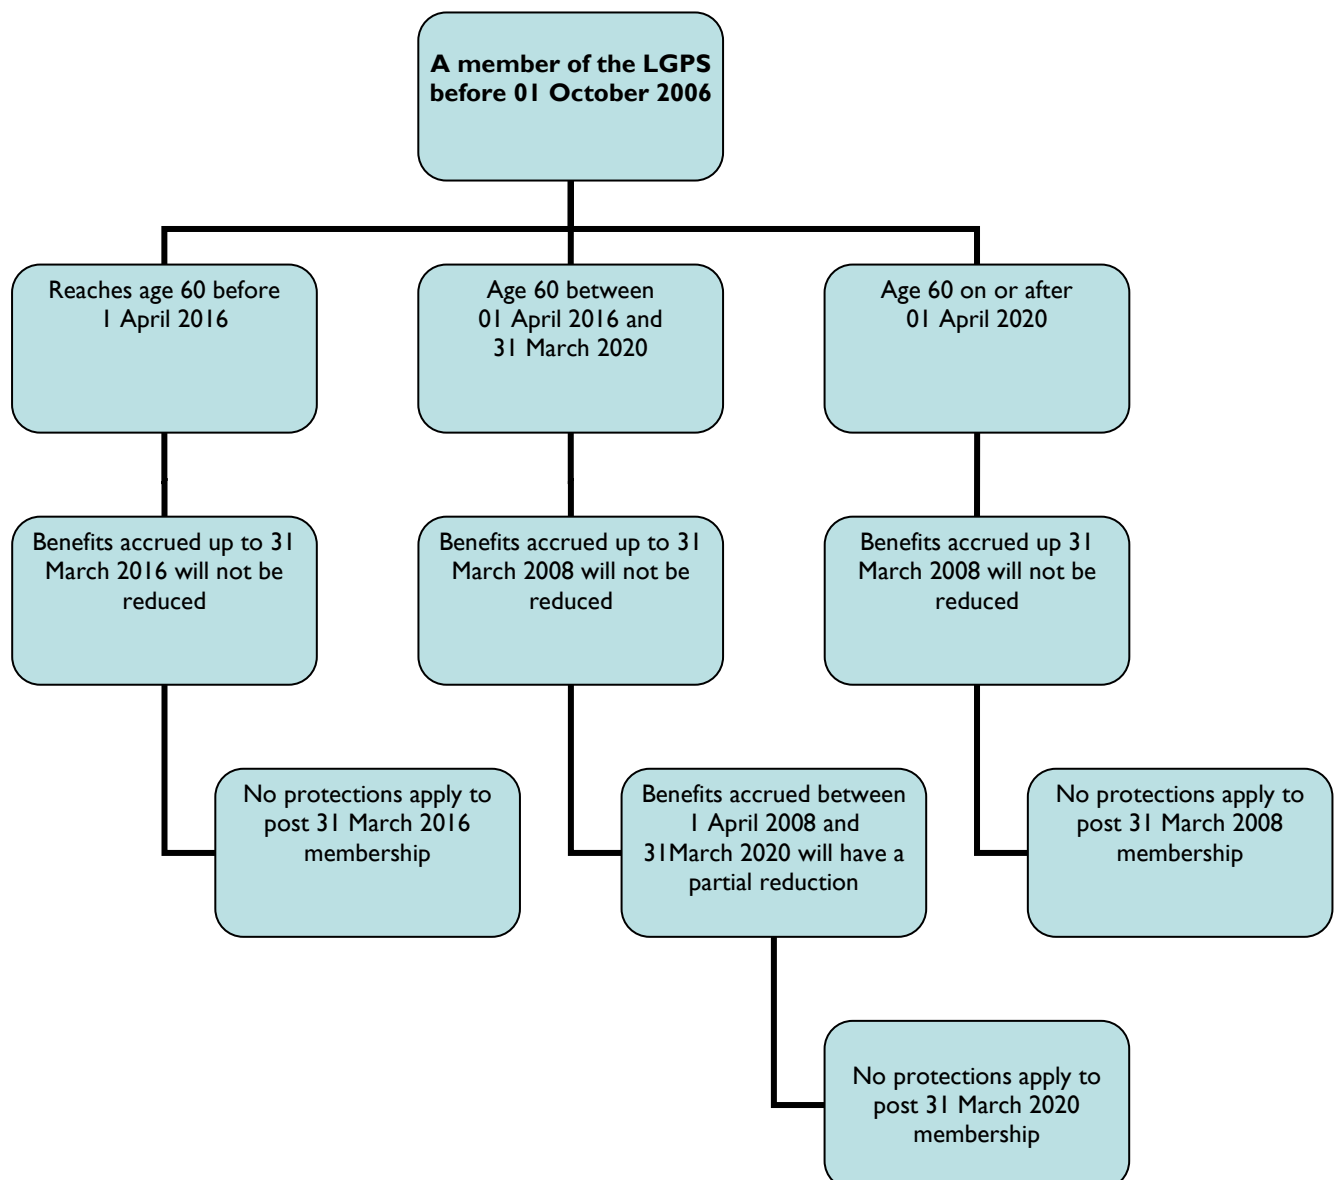 A member of the LGPS
before 01 October 2006
Reaches age 60 before
1 April 2016
Age 60 between
01 April 2016 and
31 March 2020
Age 60 on or after
01 April 2020
Benefits accrued up to 31
March 2016 will not be
reduced
Benefits accrued up to 31
March 2008 will not be
reduced
Benefits accrued up 31
March 2008 will not be
reduced
No protections apply to
post 31 March 2016
membership
Benefits accrued between
1 April 2008 and
31March 2020 will have a
partial reduction
No protections apply to
post 31 March 2008
membership
No protections apply to
post 31 March 2020
membership